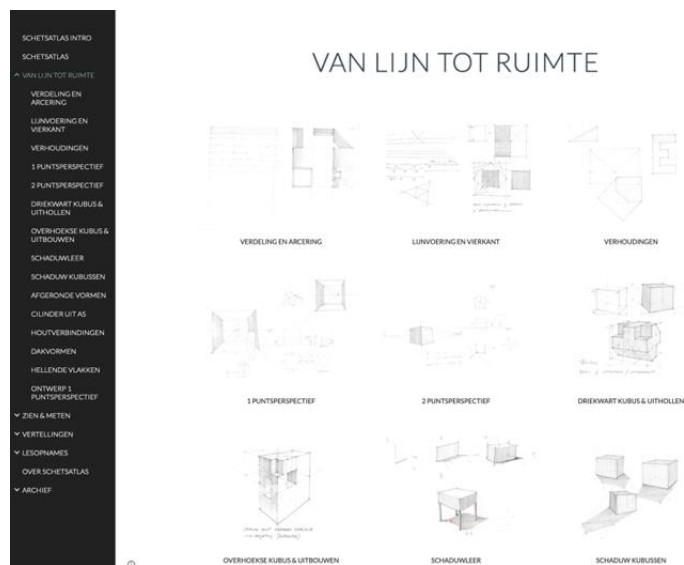 SCHETSATLAS INTRO
SCHETSATLAS
VAN LIJN TOT RUIMTE
VERDELING EN
ARCERING
LIJNVOERING EN
VIERKANT
VERHOUDINGEN
1 PUNTSPERSPECTIEF
2 PUNTSPERSPECTIEF
DRIEKWART KUBUS &
UITHOLLEN
OVERHOEKSE KUBUS &
UITBOUWEN
SCHADUWLEER
SCHADUW KUBUSSEN
AFGERONDE VORMEN
CILINDER UIT AS
HOUTVERBINDINGEN
DAKVORMEN
HELLENDE VLAKKEN
ONTWERP 1
PUNTSPERSPECTIEF
ZIEN & METEN
VERTELLINGEN
LESOPNAMES
OVER SCHETSATLAS
ARCHIEF
VAN LIJN TOT RUIMTE
VERDELING EN ARCERING
LIJNVOERING EN VIERKANT
VERHOUDINGEN
E
1 PUNTSPERSPECTIEF
2 PUNTSPERSPECTIEF
DRIEKWART KUBUS & UITHOLLEN
OVERHOEKSE KUBUS & UITBOUWEN
SCHADUWLEER
SCHADUW KUBUSSEN